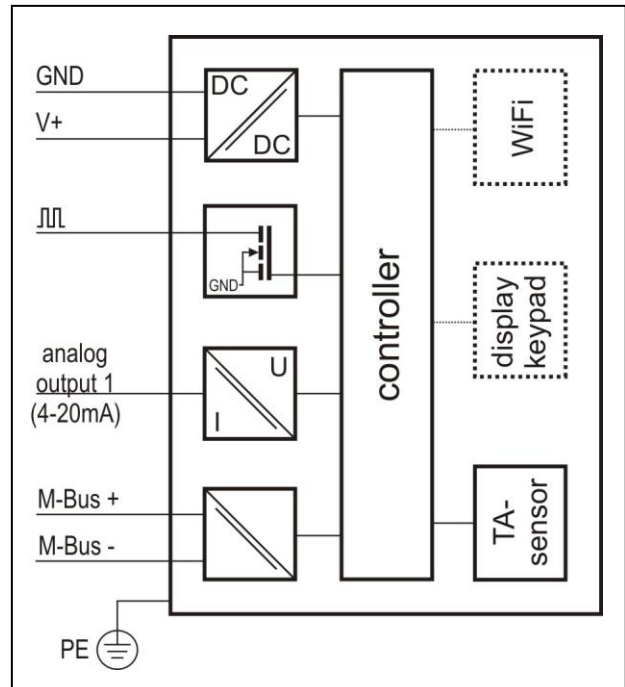 GND
V+
DC
DC
GND
analog
output 1
(4-20mA)
U
I
M-Bus +
M-Bus -
PE
controller
WiFi
display
keypad
TA-
sensor